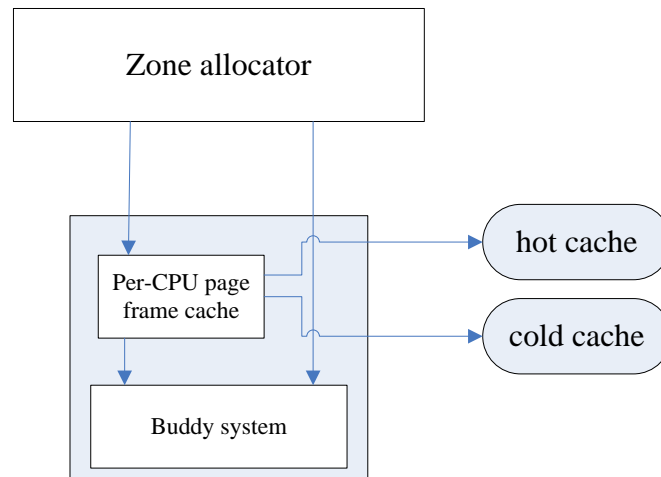 Zone allocator
hot cache
Per-CPU page
frame cache
cold cache
Buddy system